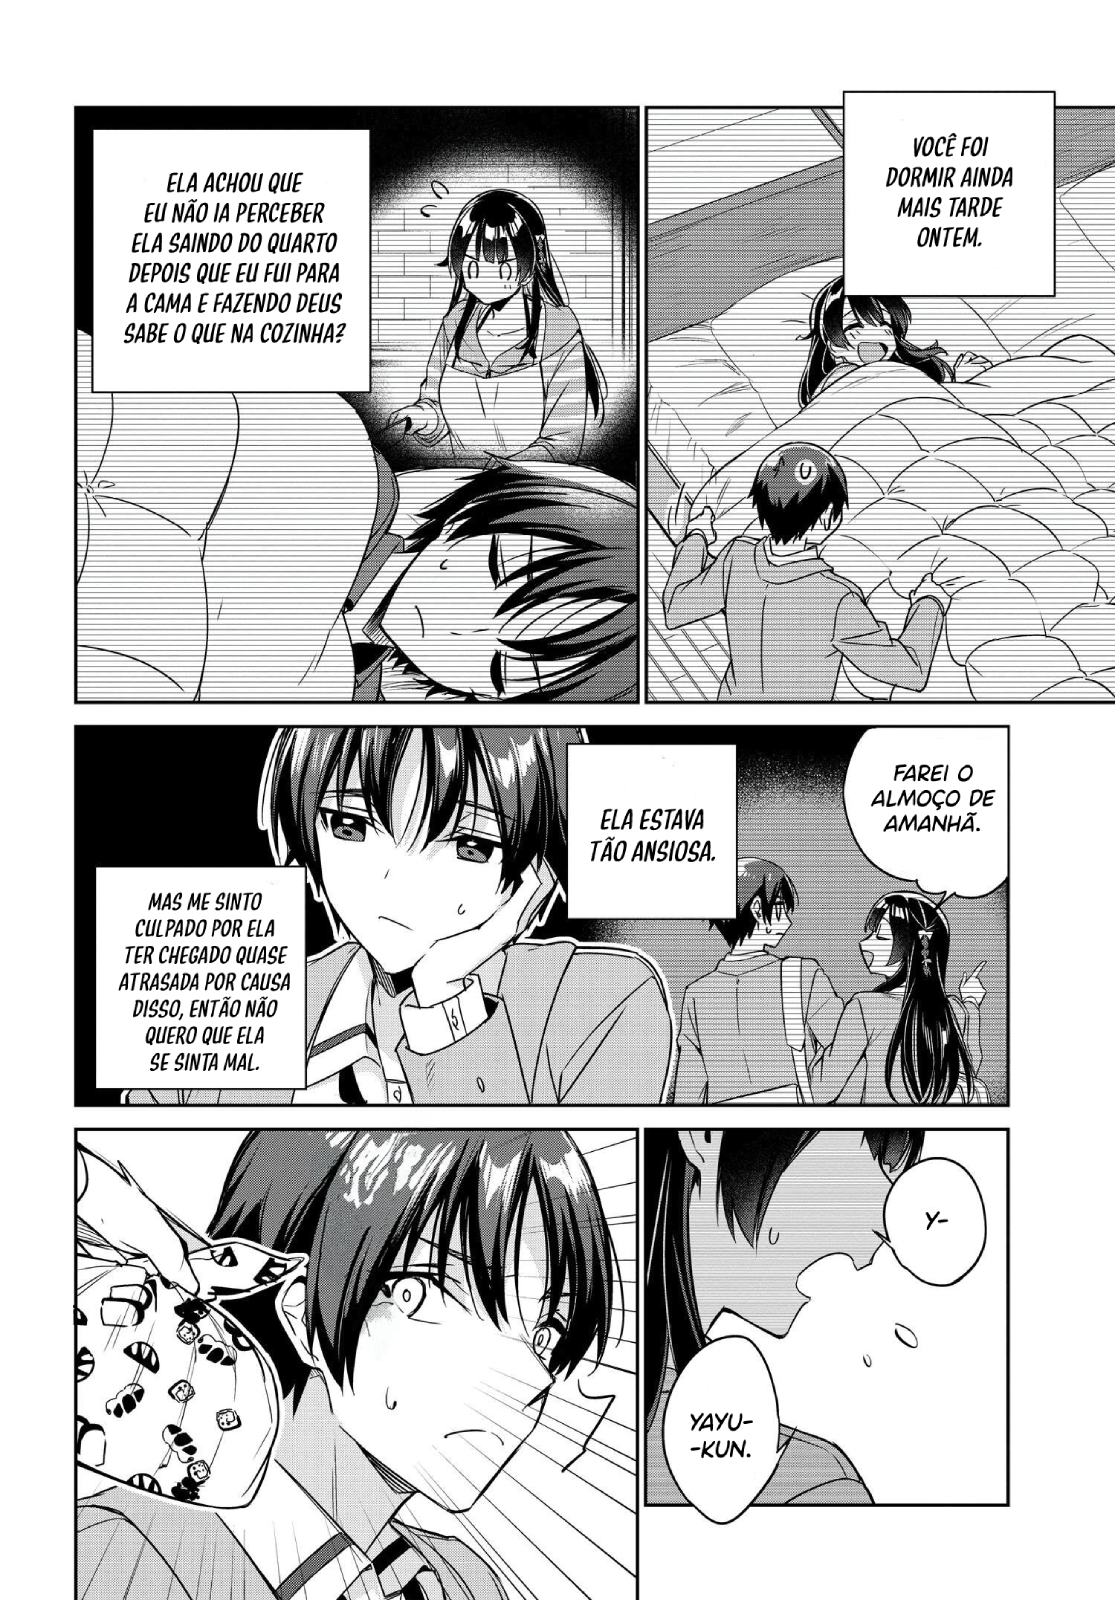 VOCÊ FOI
DORMIR AINDA
MAIS TARDE
ONTEM.
ELA ACHOU QUE
EU NÃO IA PERCEBER
ELA SAINDO DO QUARTO
DEPOIS QUE EU FUI PARA
A CAMA E FAZENDO DEUS
SABE O QUE NA COZINHA?
FAREI O
ALMOÇO DE
AMANHÃ.
ELA ESTAVA
TÃO ANSIOSA.
MAS ME SINTO
CULPADO POR ELA
TER CHEGADO QUASE
ATRASADA POR CAUSA
DISSO, ENTÃO NÃO
QUERO QUE ELA
SE SINTA MAL.
Y-
YAYU-
-KUN.